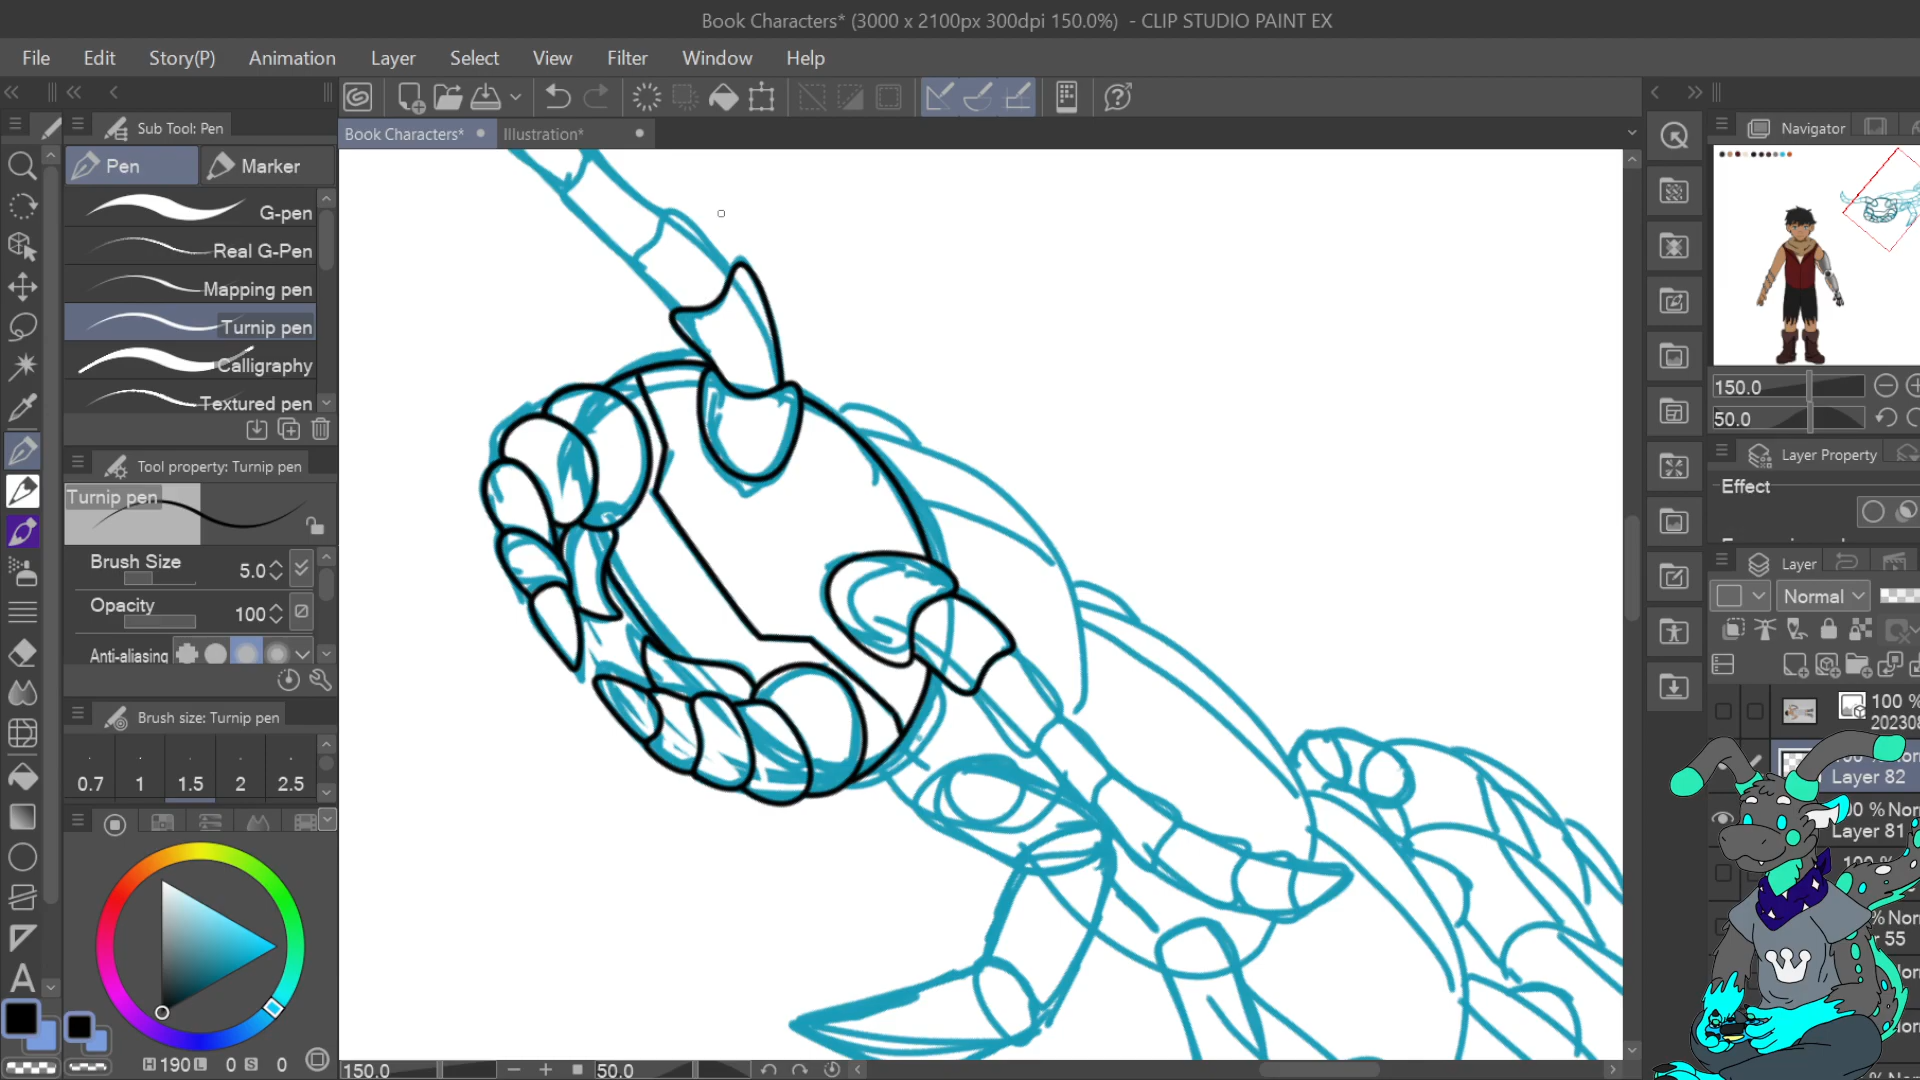 Book Characters* (3000 x 2100px 300dpi 150.0%) - CLIP STUDIO PAINT EX
File Edit Story(P) Animation Layer Select View Filter Window Help
Sub Tool: Pen
Book Characters* Illustration*
Navigator
Pen Marker
G-pen
Real G-Pen
Mapping pen
Turnip pen
Calligraphy
Textured pen
150.0
50.0
Tool property: Turnip pen
Layer Property
Effect
Turnip pen
Brush Size 5.0
Opacity 100
Anti-aliasing
Layer
Normal
Brush size: Turnip pen
0.7 1 1.5 2 2.5
100 %
202308
Layer 82
00 % Nor
Layer 81
% Nor
55
A
H 190 L 0 S 0
150.0 50.0